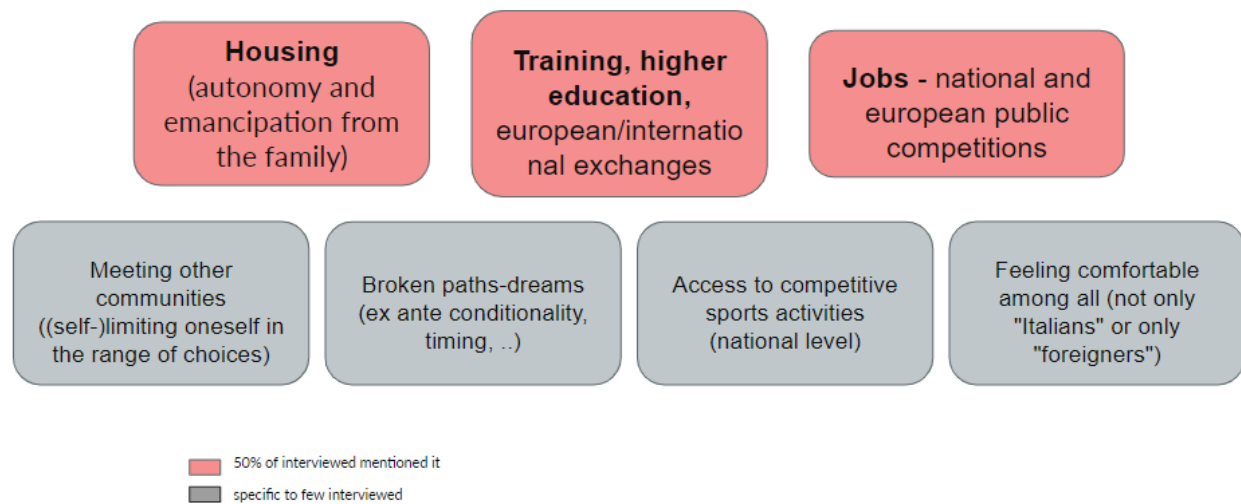 Housing
(autonomy and
emancipation from
the family)
Training, higher
education,
european/internatio
nal exchanges
Jobs - national and
european public
competitions
Meeting other
communities
((self-)limiting oneself in
the range of choices)
Broken paths-dreams
(ex ante conditionality,
timing, ..)
Access to competitive
sports activities
(national level)
Feeling comfortable
among all (not only
"Italians" or only
"foreigners")
50% of interviewed mentioned it
specific to few interviewed